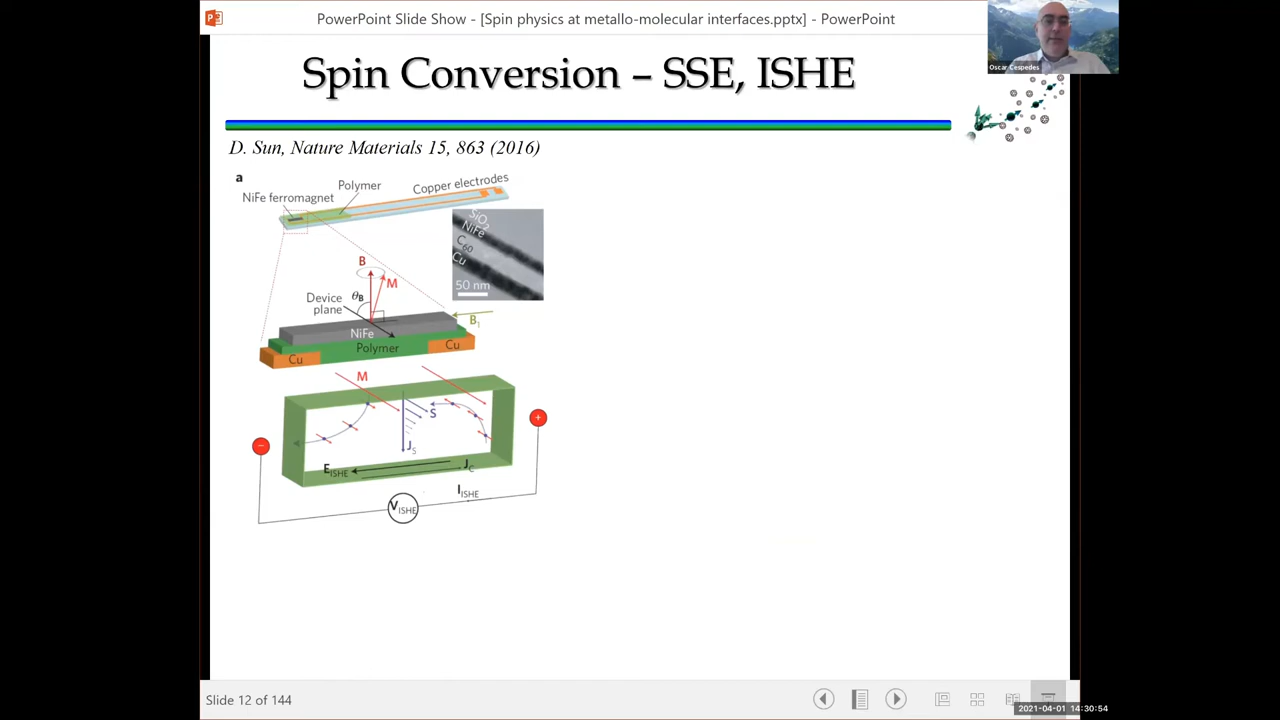 PowerPoint Slide Show - [Spin physics at metallo-molecular interfaces.pptx] - PowerPoint
Oscar Cespedes
Spin Conversion – SSE, ISHE
D. Sun, Nature Materials 15, 863 (2016)
a
Polymer
Copper electrodes
NiFe ferromagnet
SiO2
NiFe
C60
Cu
50 nm
B
M
Device
plane
θB
B1
NiFe
Polymer
Cu
Cu
M
S
JS
EISHE
JC
IISHE
VISHE
−
+
Slide 12 of 144
2021-04-01 14:30:54